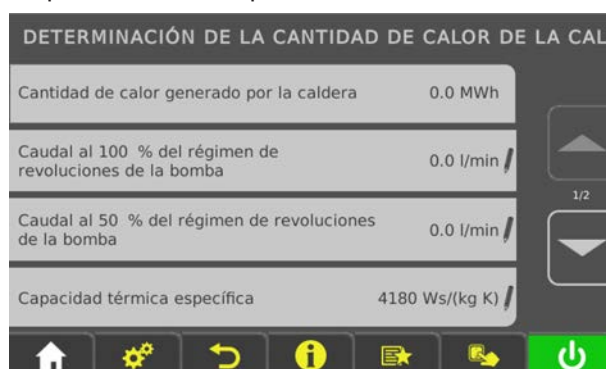 DETERMINACIÓN DE LA CANTIDAD DE CALOR DE LA CAL
Cantidad de calor generado por la caldera 0.0 MWh
Caudal al 100 % del régimen de
revoluciones de la bomba 0.0 l/min
1/2
Caudal al 50 % del régimen de revoluciones
de la bomba 0.0 l/min
Capacidad térmica específica 4180 Ws/(kg K)